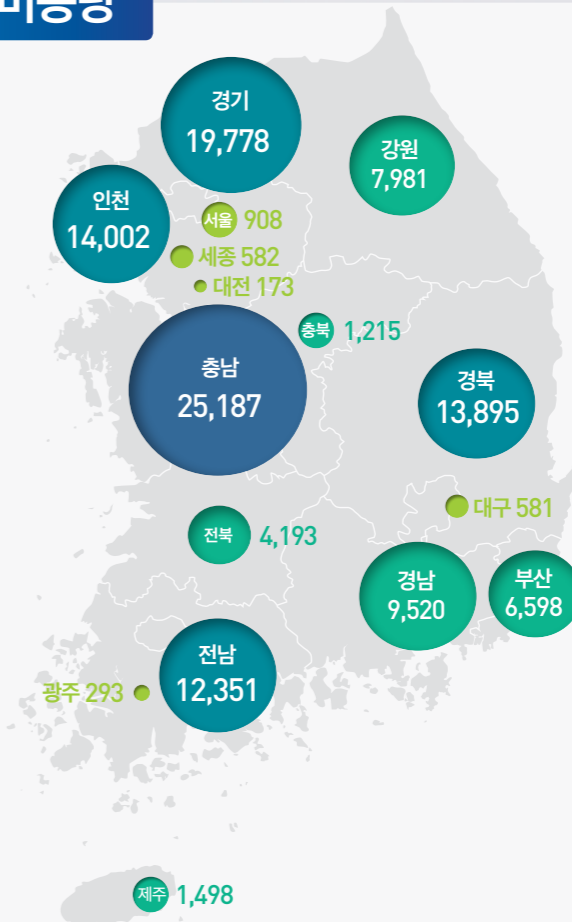 경기
19,778
강원
7,981
인천
14,002
서울 908
세종 582
대전 173
충북 1,215
충남
25,187
경북
13,895
대구 581
전북 4,193
경남
9,520
부산
6,598
전남
12,351
광주 293
제주 1,498